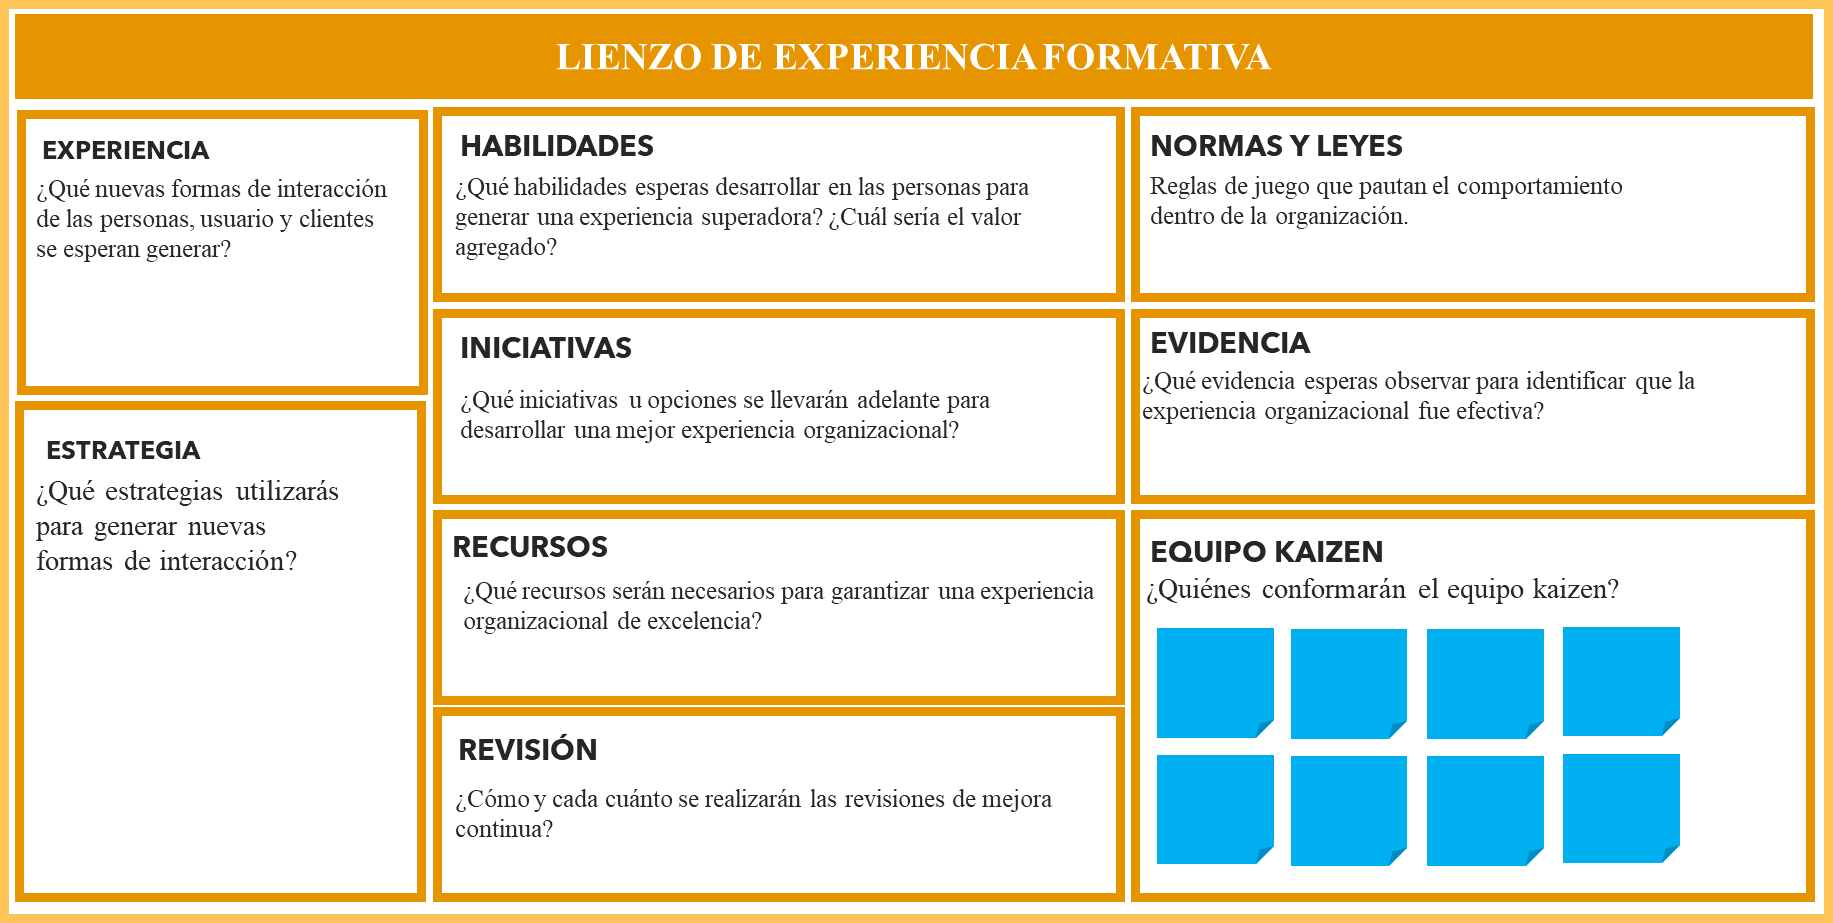 LIENZO DE EXPERIENCIA FORMATIVA
EXPERIENCIA
¿Qué nuevas formas de interacción
de las personas, usuario y clientes
se esperan generar?
ESTRATEGIA
¿Qué estrategias utilizarás
para generar nuevas
formas de interacción?
HABILIDADES
¿Qué habilidades esperas desarrollar en las personas para
generar una experiencia superadora? ¿Cuál sería el valor
agregado?
INICIATIVAS
¿Qué iniciativas u opciones se llevarán adelante para
desarrollar una mejor experiencia organizacional?
RECURSOS
¿Qué recursos serán necesarios para garantizar una experiencia
organizacional de excelencia?
REVISIÓN
¿Cómo y cada cuánto se realizarán las revisiones de mejora
continua?
NORMAS Y LEYES
Reglas de juego que pautan el comportamiento
dentro de la organización.
EVIDENCIA
¿Qué evidencia esperas observar para identificar que la
experiencia organizacional fue efectiva?
EQUIPO KAIZEN
¿Quiénes conformarán el equipo kaizen?